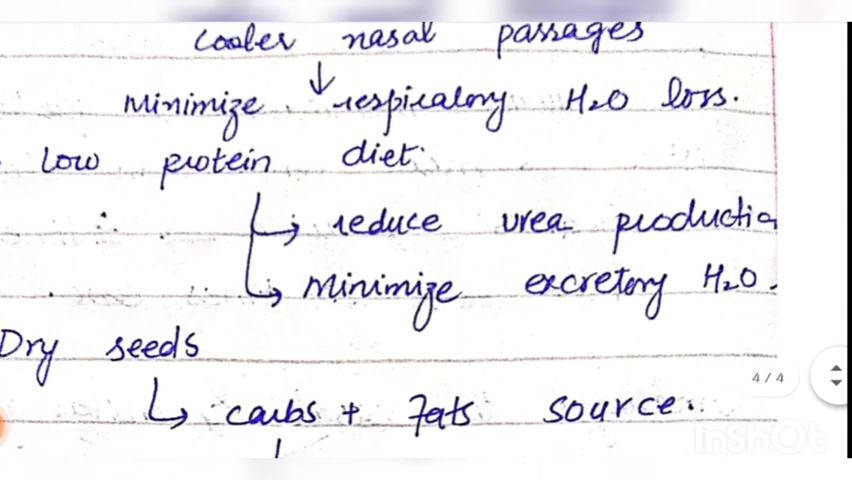 cooler nasal passages
↓
Minimize respiratory H₂O loss.
Low protein diet.
∴ ↳ reduce urea productio
↳ Minimize excretory H₂O.
Dry seeds
↳ carbs + fats source.
4/4
InShOt